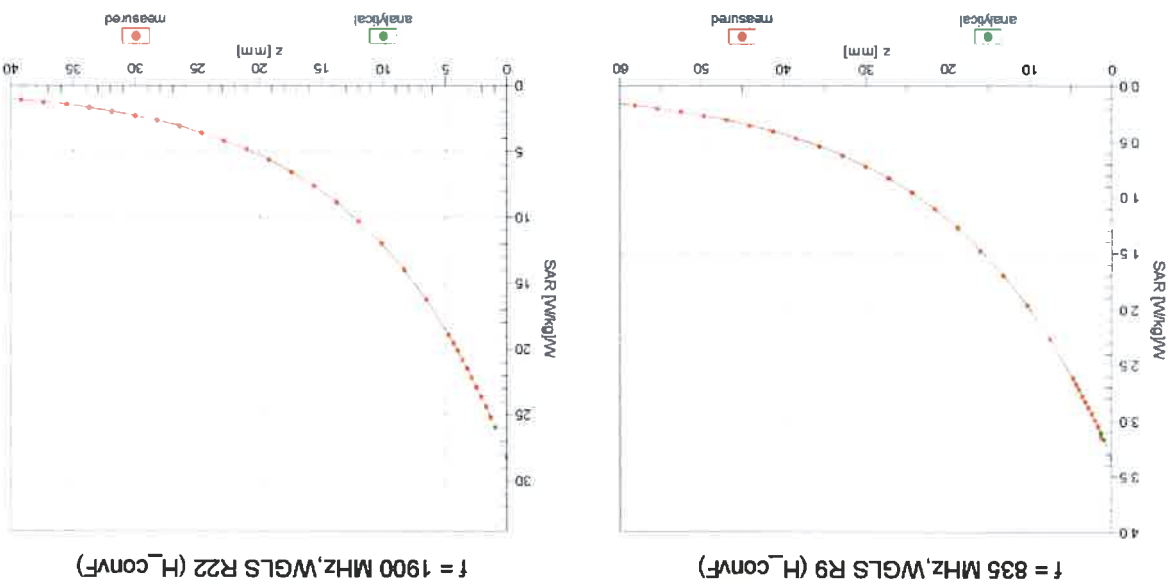 f = 835 MHz,WGLS R9 (H_convF)
4.0
3.5
3.0
2.5
2.0
1.5
1.0
0.5
0.0
SAR [W/kg]/W
0 10 20 30 40 50 60
z [mm]
analytical measured
f = 1900 MHz,WGLS R22 (H_convF)
30
25
20
15
10
5
0
SAR [W/kg]/W
0 5 10 15 20 25 30 35 40
z [mm]
analytical measured